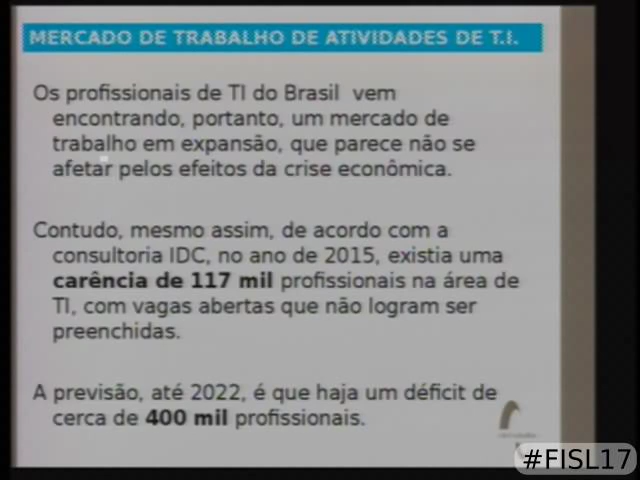 MERCADO DE TRABALHO DE ATIVIDADES DE T.I.
Os profissionais de TI do Brasil vem
encontrando, portanto, um mercado de
trabalho em expansão, que parece não se
afetar pelos efeitos da crise econômica.
Contudo, mesmo assim, de acordo com a
consultoria IDC, no ano de 2015, existia uma
carência de 117 mil profissionais na área de
TI, com vagas abertas que não logram ser
preenchidas.
A previsão, até 2022, é que haja um déficit de
cerca de 400 mil profissionais.
#FISL17